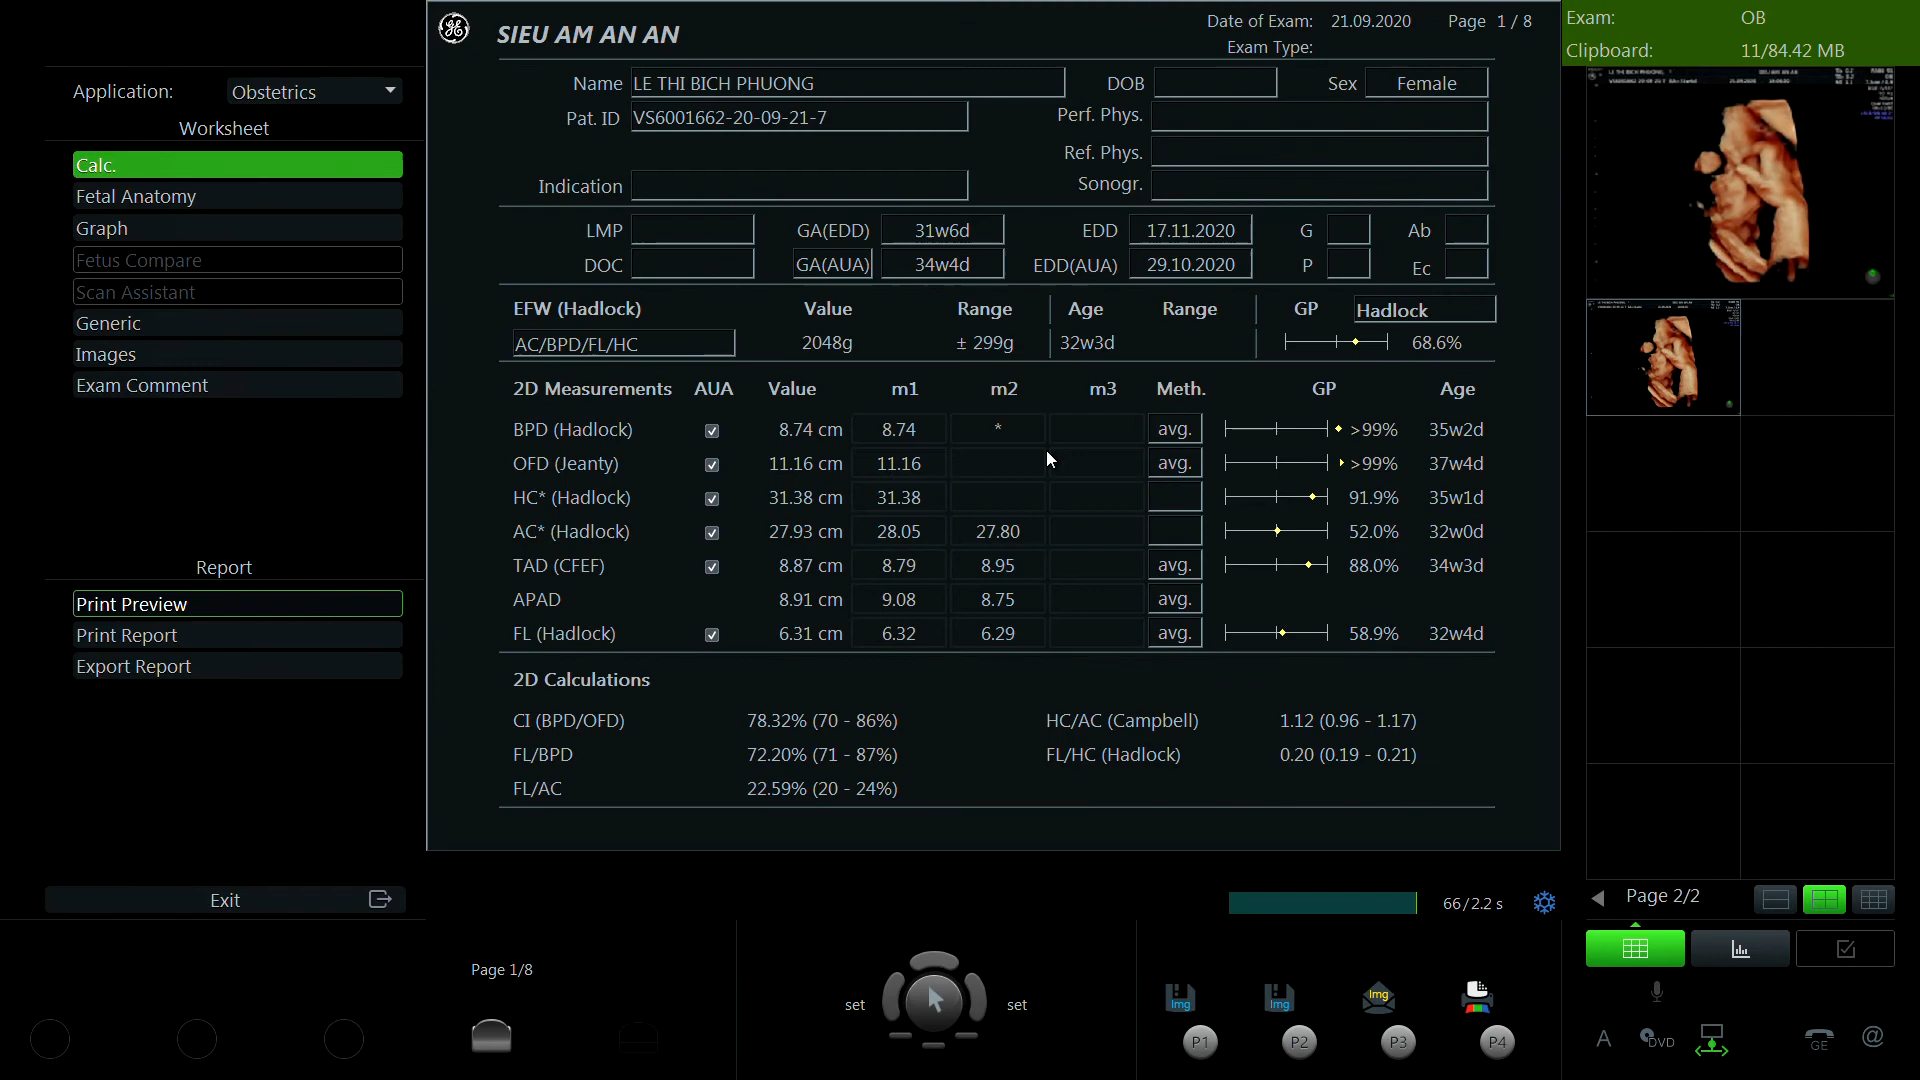 SIEU AM AN AN
Date of Exam: 21.09.2020 Page 1 / 8
Exam Type:
Exam: OB
Clipboard: 11/84.42 MB
Application: Obstetrics
Worksheet
Calc.
Fetal Anatomy
Graph
Fetus Compare
Scan Assistant
Generic
Images
Exam Comment
Report
Print Preview
Print Report
Export Report
Exit
Name LE THI BICH PHUONG DOB Sex Female
Pat. ID VS6001662-20-09-21-7 Perf. Phys.
Ref. Phys.
Indication Sonogr.
LMP GA(EDD) 31w6d EDD 17.11.2020 G Ab
DOC GA(AUA) 34w4d EDD(AUA) 29.10.2020 P Ec
EFW (Hadlock) Value Range Age Range GP Hadlock
AC/BPD/FL/HC 2048g ± 299g 32w3d 68.6%
2D Measurements AUA Value m1 m2 m3 Meth. GP Age
BPD (Hadlock) 8.74 cm 8.74 * avg. >99% 35w2d
OFD (Jeanty) 11.16 cm 11.16 avg. >99% 37w4d
HC* (Hadlock) 31.38 cm 31.38 91.9% 35w1d
AC* (Hadlock) 27.93 cm 28.05 27.80 52.0% 32w0d
TAD (CFEF) 8.87 cm 8.79 8.95 avg. 88.0% 34w3d
APAD 8.91 cm 9.08 8.75 avg.
FL (Hadlock) 6.31 cm 6.32 6.29 avg. 58.9% 32w4d
2D Calculations
CI (BPD/OFD) 78.32% (70 - 86%) HC/AC (Campbell) 1.12 (0.96 - 1.17)
FL/BPD 72.20% (71 - 87%) FL/HC (Hadlock) 0.20 (0.19 - 0.21)
FL/AC 22.59% (20 - 24%)
66/2.2 s
Page 2/2
Page 1/8
set set
Img Img Img
P1 P2 P3 P4
A DVD GE @